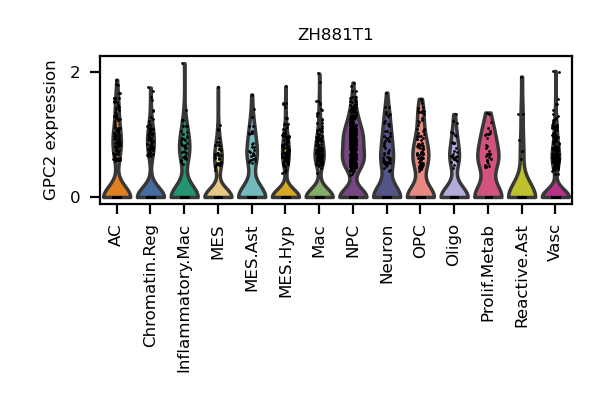 ZH881T1
GPC2 expression
2
0
AC
Chromatin.Reg
Inflammatory.Mac
MES
MES.Ast
MES.Hyp
Mac
NPC
Neuron
OPC
Oligo
Prolif.Metab
Reactive.Ast
Vasc